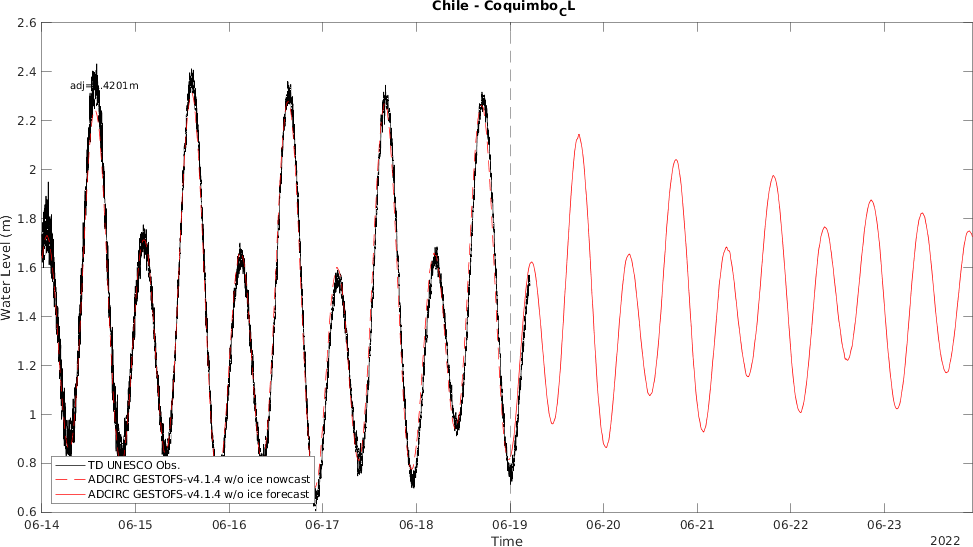 Chile - Coquimbo_CL
2.6
2.4
2.2
2
1.8
1.6
1.4
1.2
1
0.8
0.6
Water Level (m)
TD UNESCO Obs.
ADCIRC GESTOFS-v4.1.4 w/o ice nowcast
ADCIRC GESTOFS-v4.1.4 w/o ice forecast
06-14 06-15 06-16 06-17 06-18 06-19 06-20 06-21 06-22 06-23
Time
2022